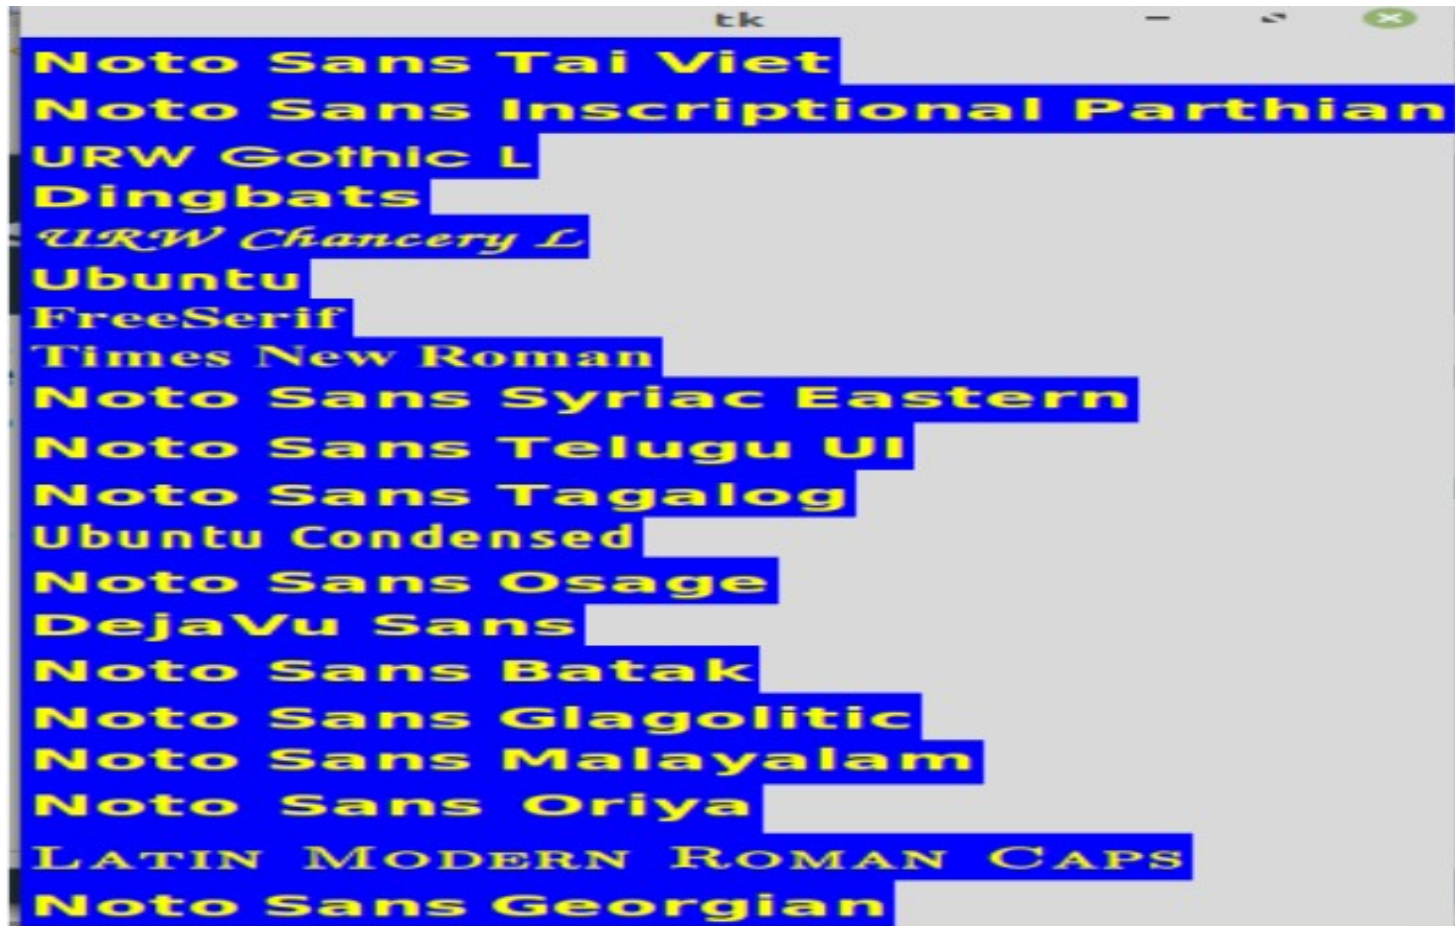 tk
Noto Sans Tai Viet
Noto Sans Inscriptional Parthian
URW Gothic L
Dingbats
URW Chancery L
Ubuntu
FreeSerif
Times New Roman
Noto Sans Syriac Eastern
Noto Sans Telugu UI
Noto Sans Tagalog
Ubuntu Condensed
Noto Sans Osage
DejaVu Sans
Noto Sans Batak
Noto Sans Glagolitic
Noto Sans Malayalam
Noto Sans Oriya
Latin Modern Roman Caps
Noto Sans Georgian